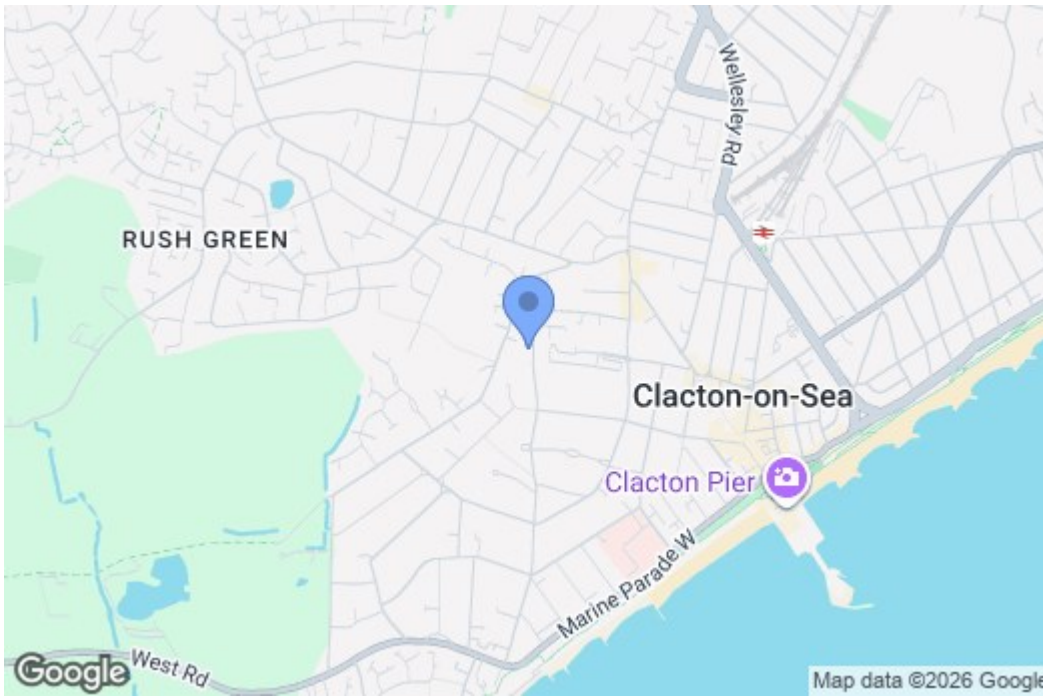 Wellesley Rd
RUSH GREEN
Clacton-on-Sea
Clacton Pier
Marine Parade W
West Rd
Google
Map data ©2026 Google